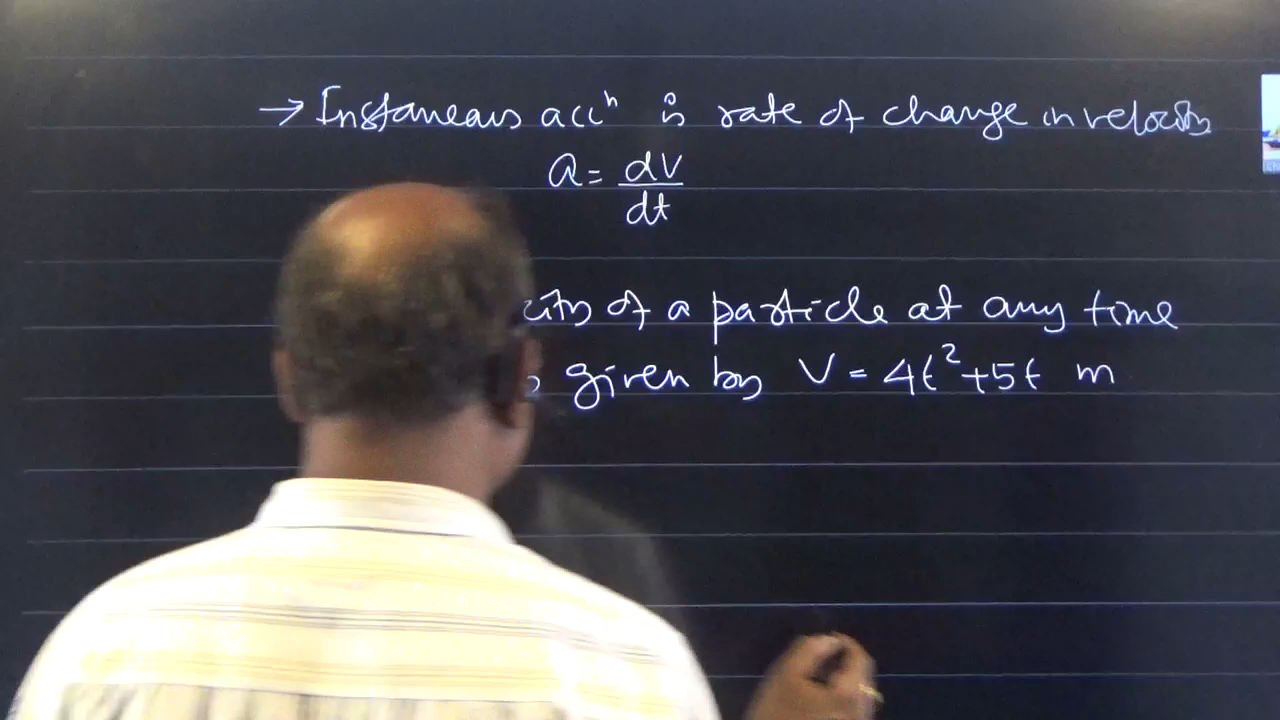 → Instaneous accⁿ is rate of change in velocity
a = dv/dt
city of a particle at any time
given by V = 4t²+5t m